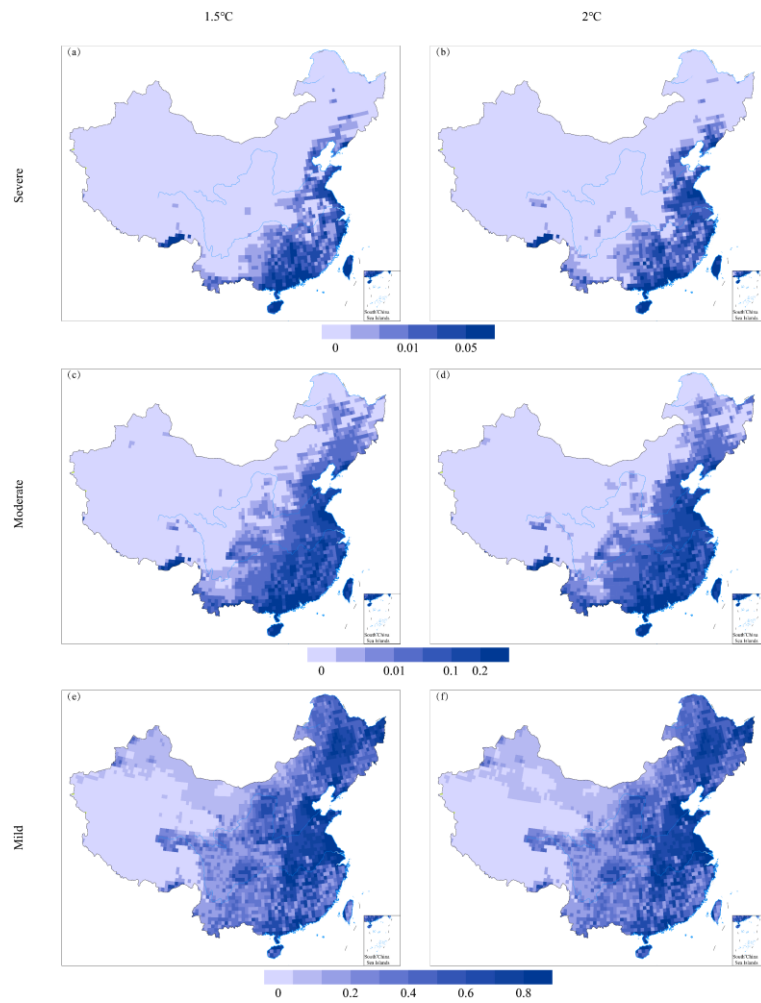 1.5℃ 2℃
(a) (b)
Severe
South China
Sea Islands
South China
Sea Islands
0 0.01 0.05
(c) (d)
Moderate
South China
Sea Islands
South China
Sea Islands
0 0.01 0.1 0.2
(e) (f)
Mild
South China
Sea Islands
South China
Sea Islands
0 0.2 0.4 0.6 0.8